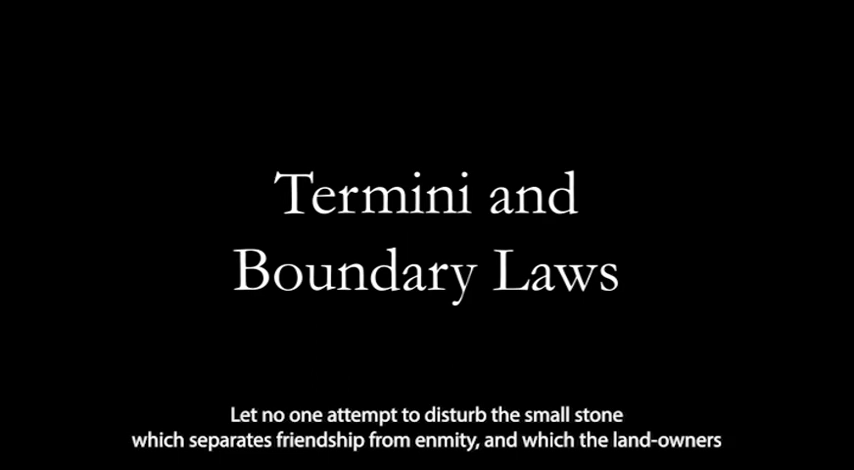 Termini and
Boundary Laws
Let no one attempt to disturb the small stone
which separates friendship from enmity, and which the land-owners